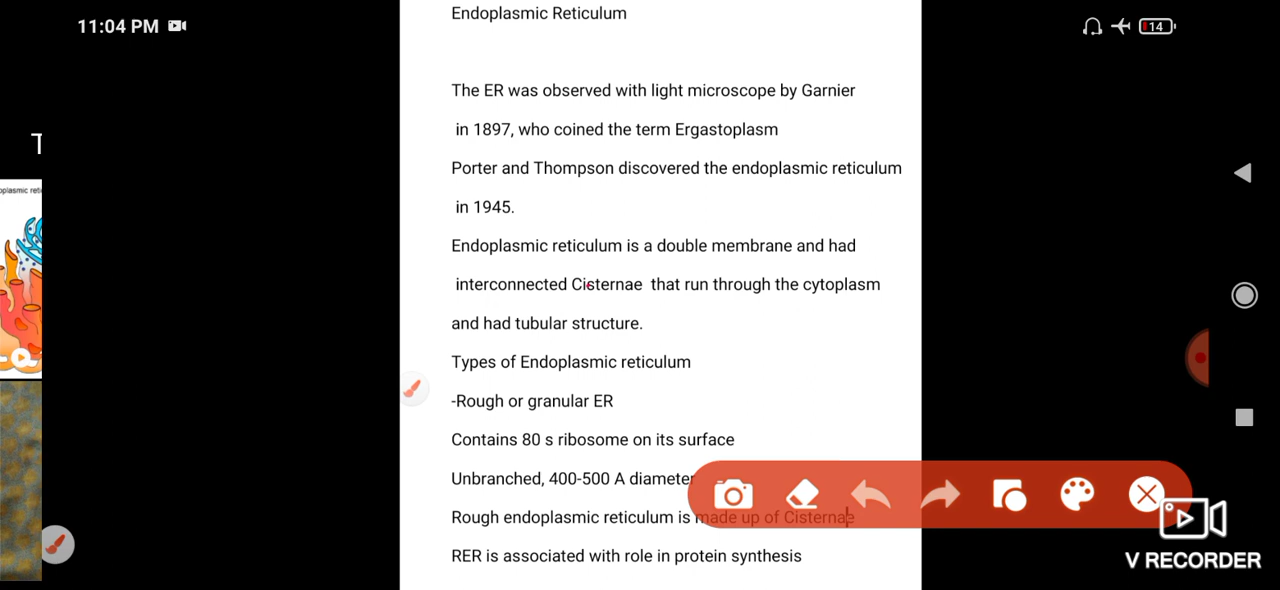 11:04 PM
14
T
oplasmic reti
Endoplasmic Reticulum
The ER was observed with light microscope by Garnier
in 1897, who coined the term Ergastoplasm
Porter and Thompson discovered the endoplasmic reticulum
in 1945.
Endoplasmic reticulum is a double membrane and had
interconnected Cisternae that run through the cytoplasm
and had tubular structure.
Types of Endoplasmic reticulum
-Rough or granular ER
Contains 80 s ribosome on its surface
Unbranched, 400-500 A diameter
Rough endoplasmic reticulum is made up of Cisternae
RER is associated with role in protein synthesis
V RECORDER